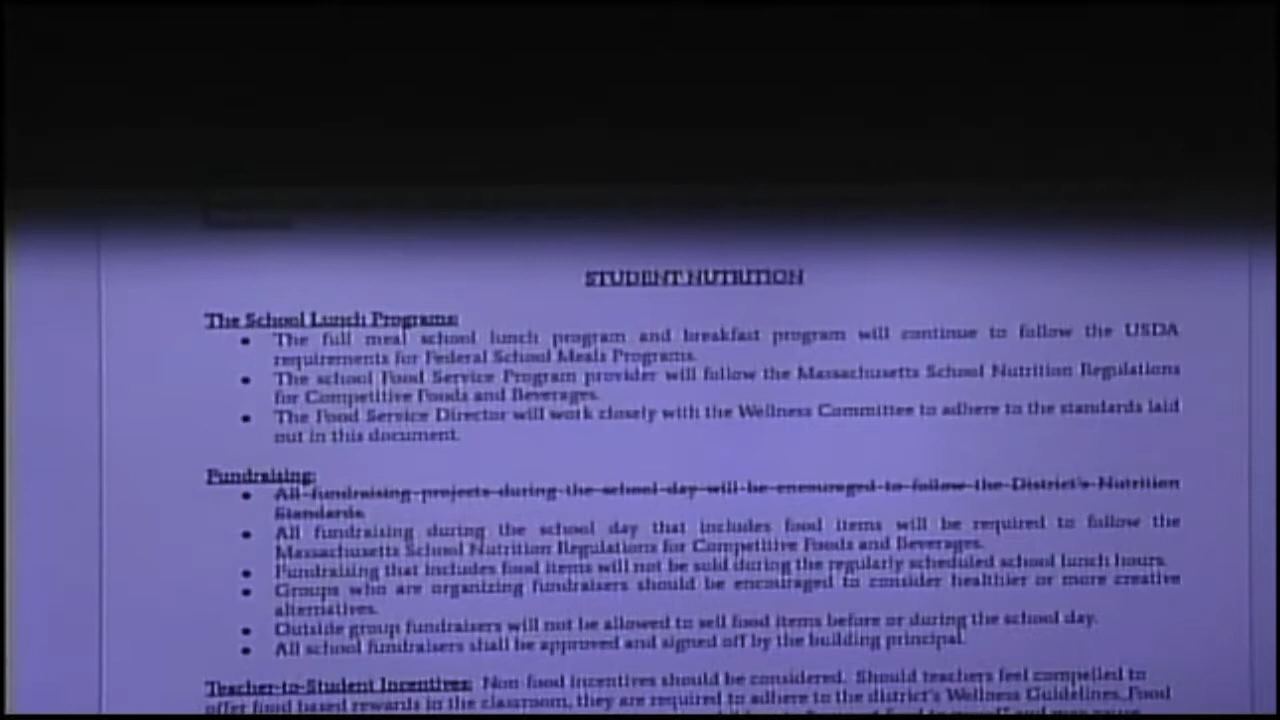 STUDENT NUTRITION
The School Lunch Programs:
• The full meal school lunch program and breakfast program will continue to follow the USDA
requirements for Federal School Meals Programs.
• The school Food Service Program provider will follow the Massachusetts School Nutrition Regulations
for Competitive Foods and Beverages.
• The Food Service Director will work closely with the Wellness Committee to adhere to the standards laid
out in this document.
Fundraising:
• All fundraising projects during the school day will be encouraged to follow the District's Nutrition
Standards
• All fundraising during the school day that includes food items will be required to follow the
Massachusetts School Nutrition Regulations for Competitive Foods and Beverages.
• Fundraising that includes food items will not be sold during the regularly scheduled school lunch hours.
• Groups who are organizing fundraisers should be encouraged to consider healthier or more creative
alternatives.
• Outside group fundraisers will not be allowed to sell food items before or during the school day.
• All school fundraisers shall be approved and signed off by the building principal.
Teacher-to-Student Incentives: Non food incentives should be considered. Should teachers feel compelled to
offer food based rewards in the classroom, they are required to adhere to the district's Wellness Guidelines. Food